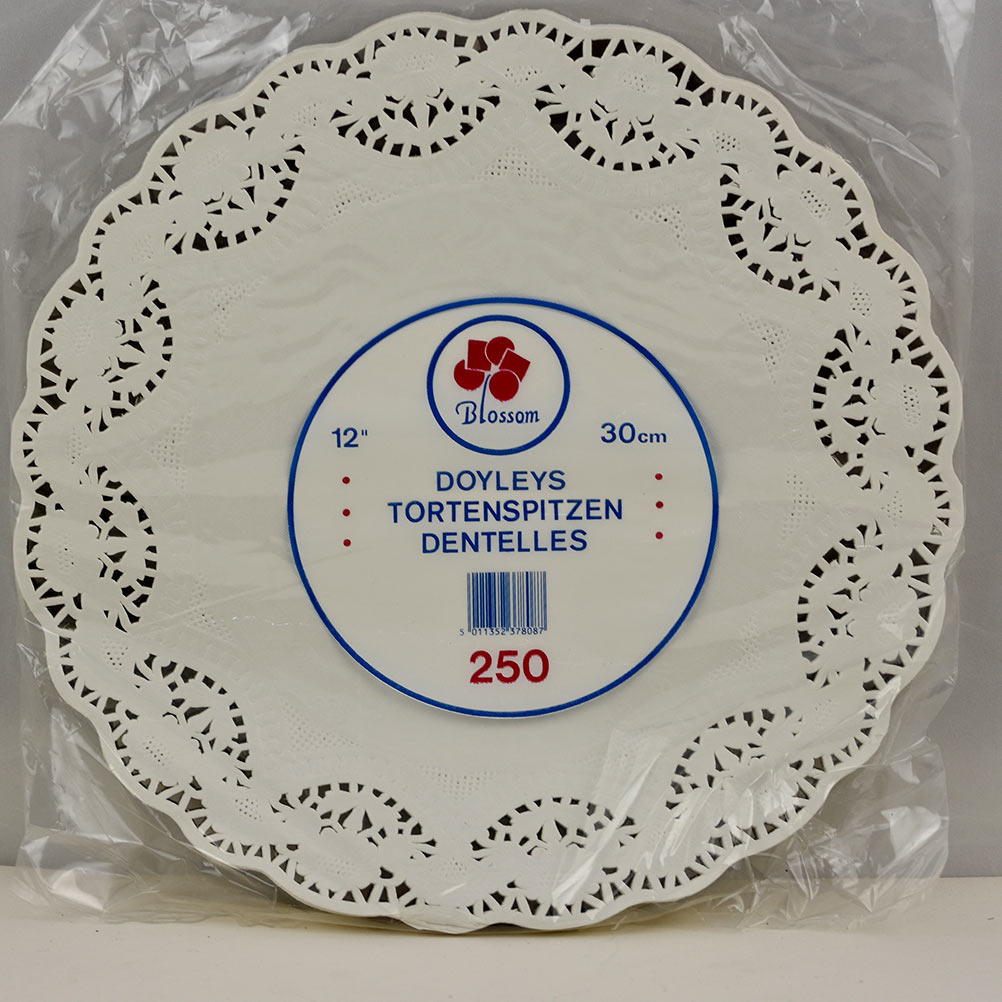 Blossom
12" 30cm
DOYLEYS
TORTENSPITZEN
DENTELLES
5 011352 378087
250